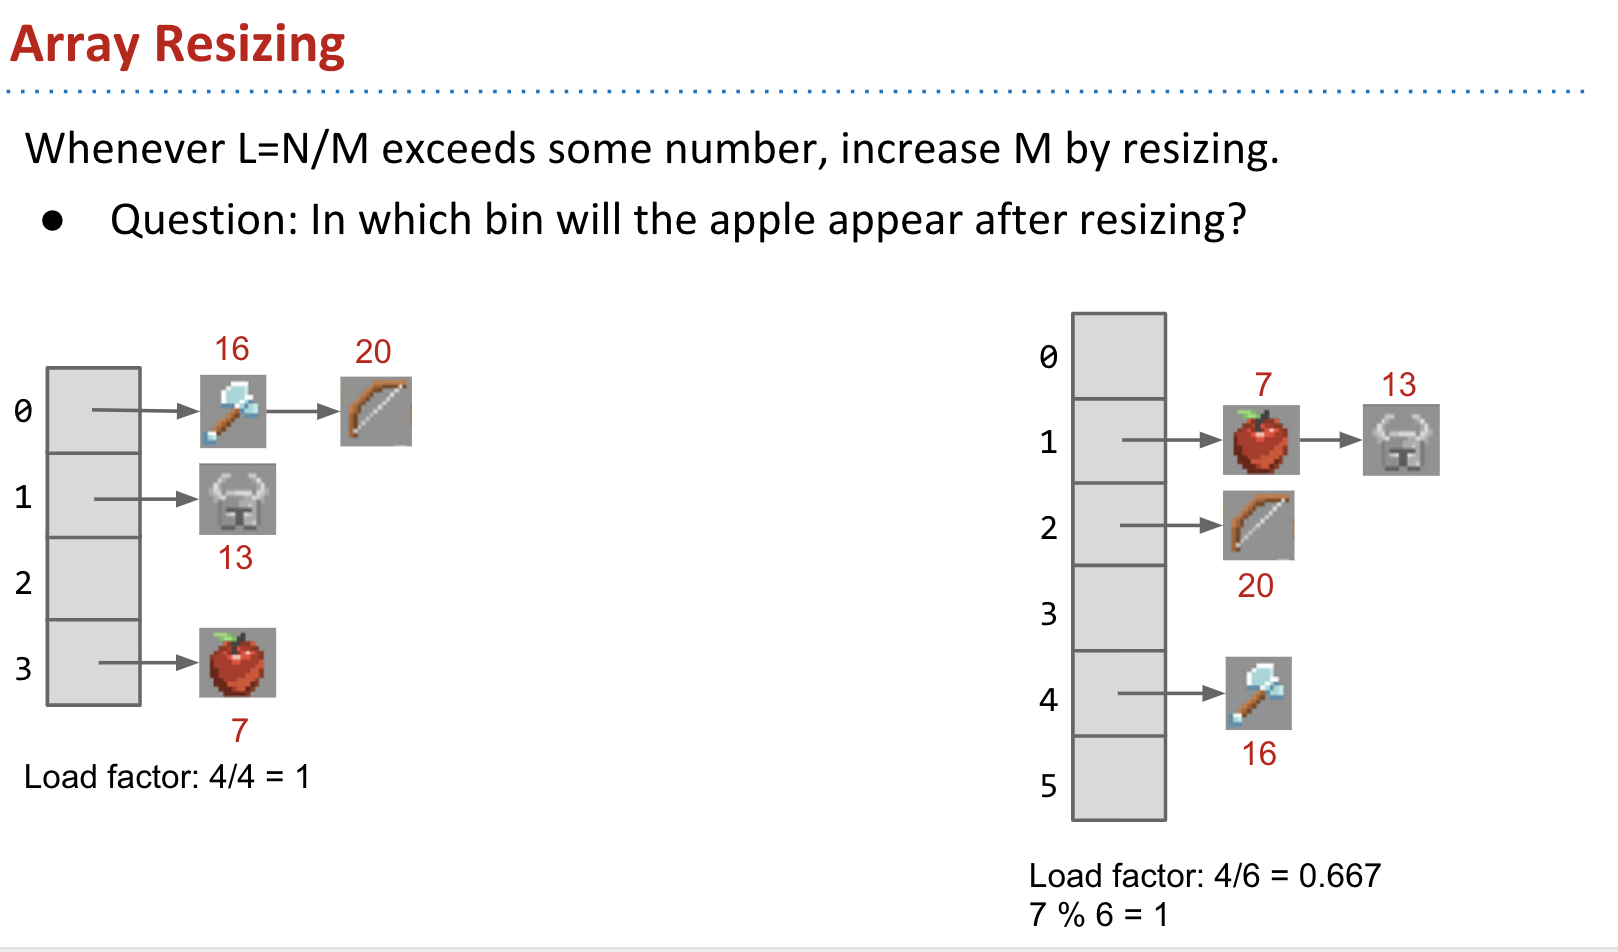 Array Resizing
Whenever L=N/M exceeds some number, increase M by resizing.
● Question: In which bin will the apple appear after resizing?
16 20
0
1
13
2
3
7
Load factor: 4/4 = 1
0
7 13
1
2
20
3
4
16
5
Load factor: 4/6 = 0.667
7 % 6 = 1